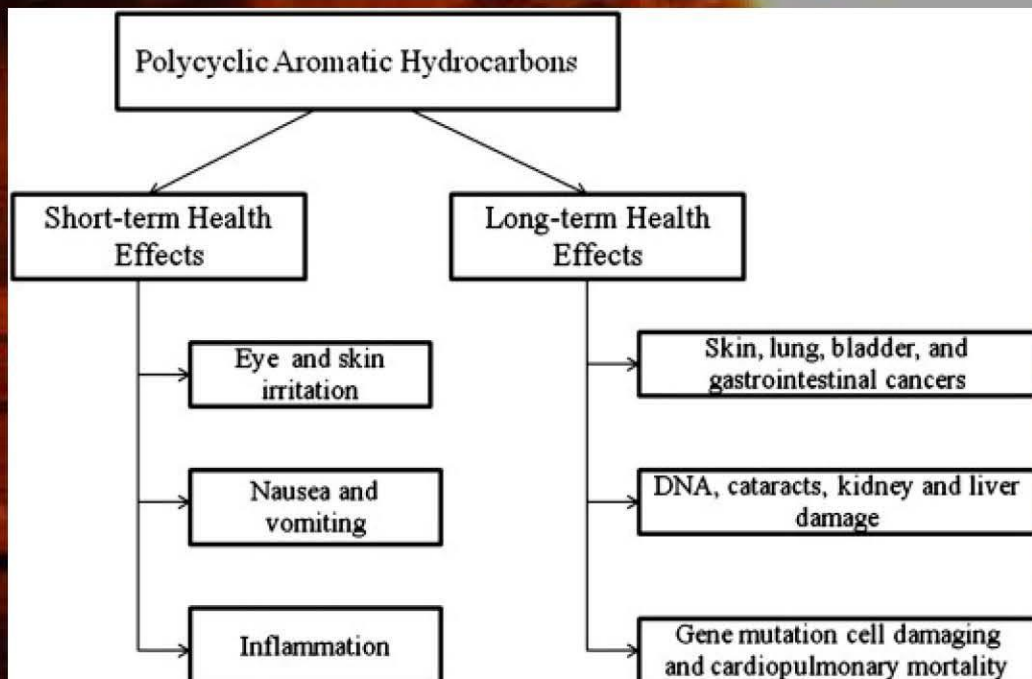 Polycyclic Aromatic Hydrocarbons
Short-term Health
Effects
Eye and skin
irritation
Nausea and
vomiting
Inflammation
Long-term Health
Effects
Skin, lung, bladder, and
gastrointestinal cancers
DNA, cataracts, kidney and liver
damage
Gene mutation cell damaging
and cardiopulmonary mortality